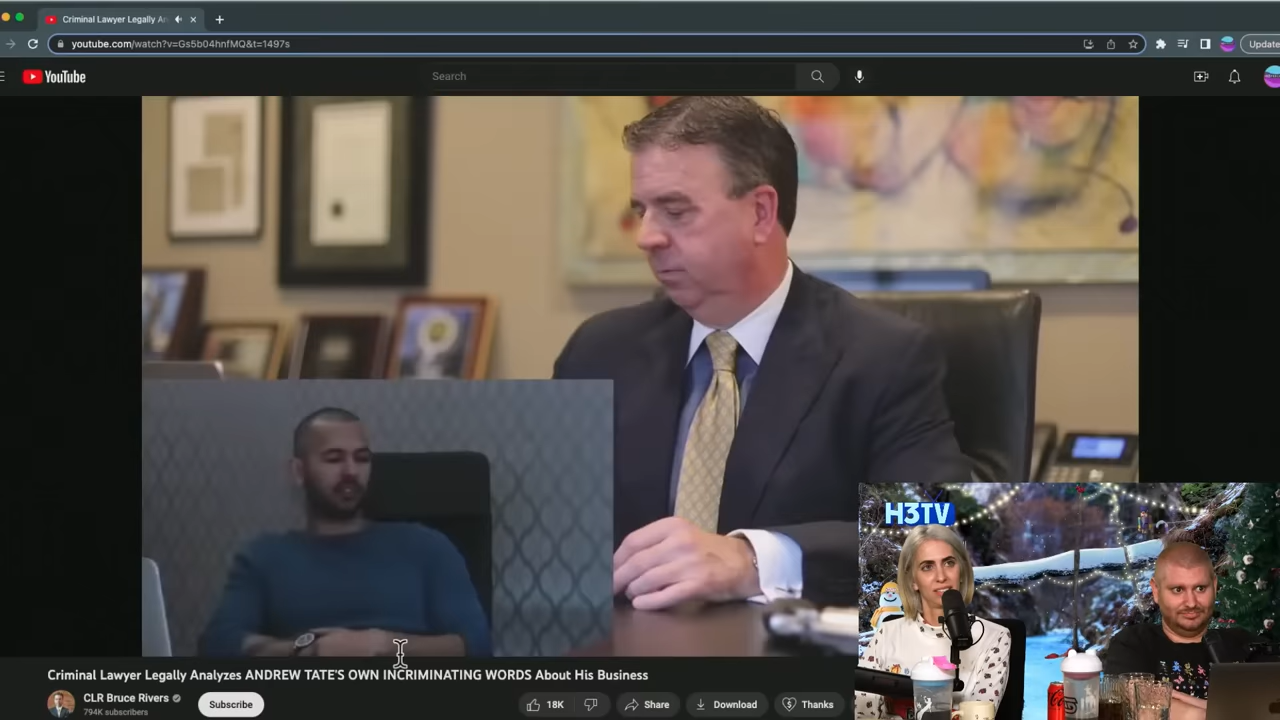 Criminal Lawyer Legally An
youtube.com/watch?v=Gs5b04hnfMQ&t=1497s
Update
YouTube
Search
H3TV
Criminal Lawyer Legally Analyzes ANDREW TATE'S OWN INCRIMINATING WORDS About His Business
CLR Bruce Rivers
794K subscribers
Subscribe
18K
Share
Download
Thanks